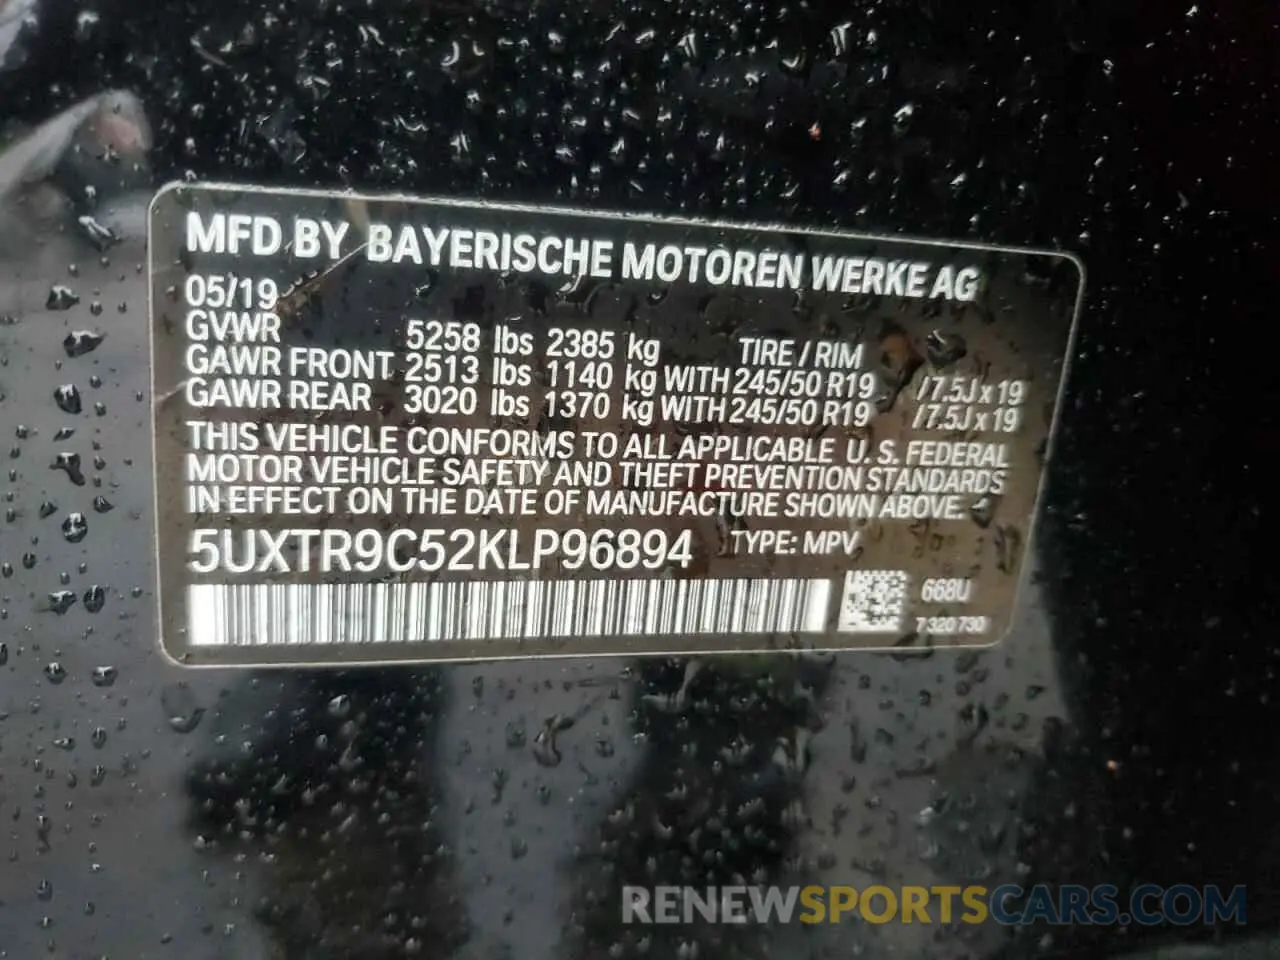 MFD BY BAYERISCHE MOTOREN WERKE AG
05/19
GVWR 5258 lbs 2385 kg TIRE / RIM
GAWR FRONT 2513 lbs 1140 kg WITH 245/50 R19 /7.5J x 19
GAWR REAR 3020 lbs 1370 kg WITH 245/50 R19 /7.5J x 19
THIS VEHICLE CONFORMS TO ALL APPLICABLE U. S. FEDERAL
MOTOR VEHICLE SAFETY AND THEFT PREVENTION STANDARDS
IN EFFECT ON THE DATE OF MANUFACTURE SHOWN ABOVE.
5UXTR9C52KLP96894 TYPE: MPV
668U
7 320 730
RENEWSPORTSCARS.COM